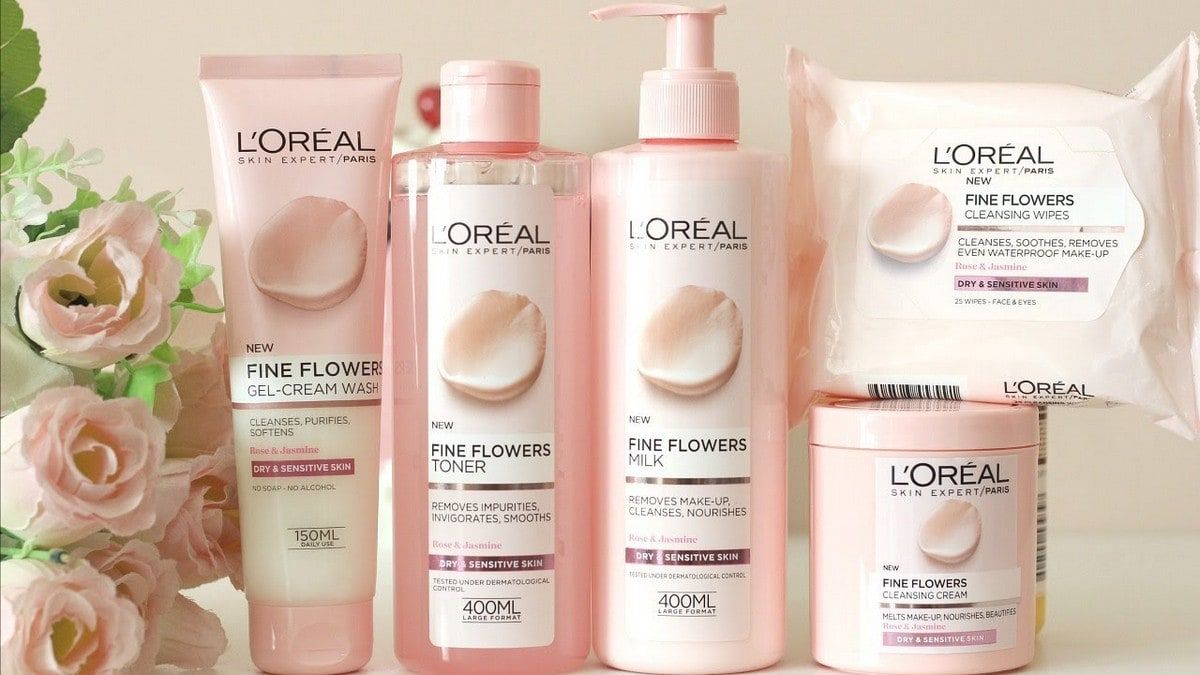 L'ORÉAL
SKIN EXPERT/PARIS
NEW
FINE FLOWERS
GEL-CREAM WASH
CLEANSES, PURIFIES,
SOFTENS
Rose & Jasmine
DRY & SENSITIVE SKIN
NO SOAP - NO ALCOHOL
150ML
DAILY USE
L'ORÉAL
SKIN EXPERT/PARIS
NEW
FINE FLOWERS
TONER
REMOVES IMPURITIES,
INVIGORATES, SMOOTHS
Rose & Jasmine
DRY & SENSITIVE SKIN
TESTED UNDER DERMATOLOGICAL
CONTROL
400ML
LARGE FORMAT
L'ORÉAL
SKIN EXPERT/PARIS
NEW
FINE FLOWERS
MILK
REMOVES MAKE-UP,
CLEANSES, NOURISHES
Rose & Jasmine
DRY & SENSITIVE SKIN
TESTED UNDER DERMATOLOGICAL CONTROL
400ML
LARGE FORMAT
L'ORÉAL
SKIN EXPERT/PARIS
NEW
FINE FLOWERS
CLEANSING WIPES
CLEANSES, SOOTHES, REMOVES
EVEN WATERPROOF MAKE-UP
Rose & Jasmine
DRY & SENSITIVE SKIN
25 WIPES - FACE & EYES
L'ORÉAL
SKIN EXPERT/PARIS
L'ORÉAL
SKIN EXPERT/PARIS
NEW
FINE FLOWERS
CLEANSING CREAM
MELTS MAKE-UP, NOURISHES, BEAUTIFIES
Rose & Jasmine
DRY & SENSITIVE SKIN